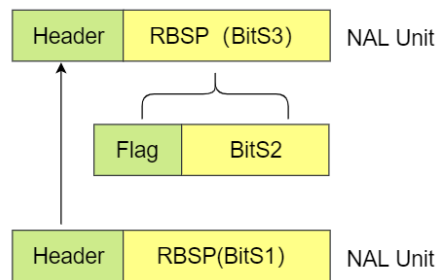 Header RBSP (BitS3) NAL Unit
Flag BitS2
Header RBSP(BitS1) NAL Unit